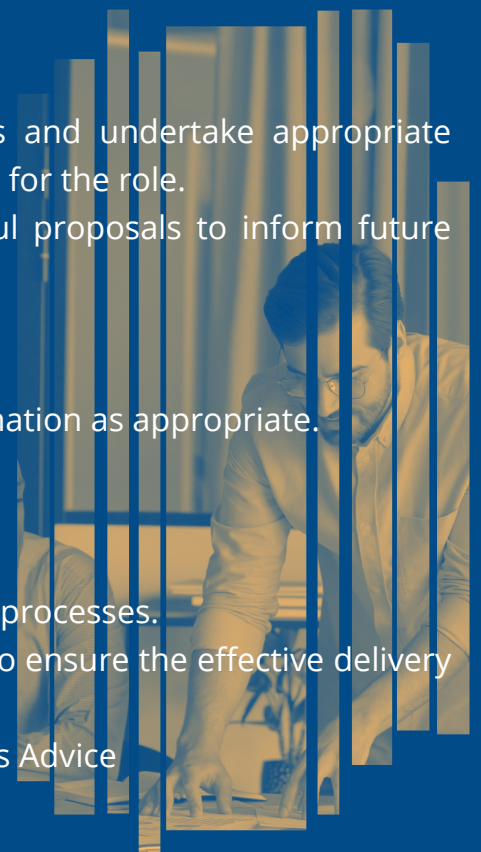 s and undertake appropriate
for the role.
ul proposals to inform future
nation as appropriate.
processes.
o ensure the effective delivery
s Advice